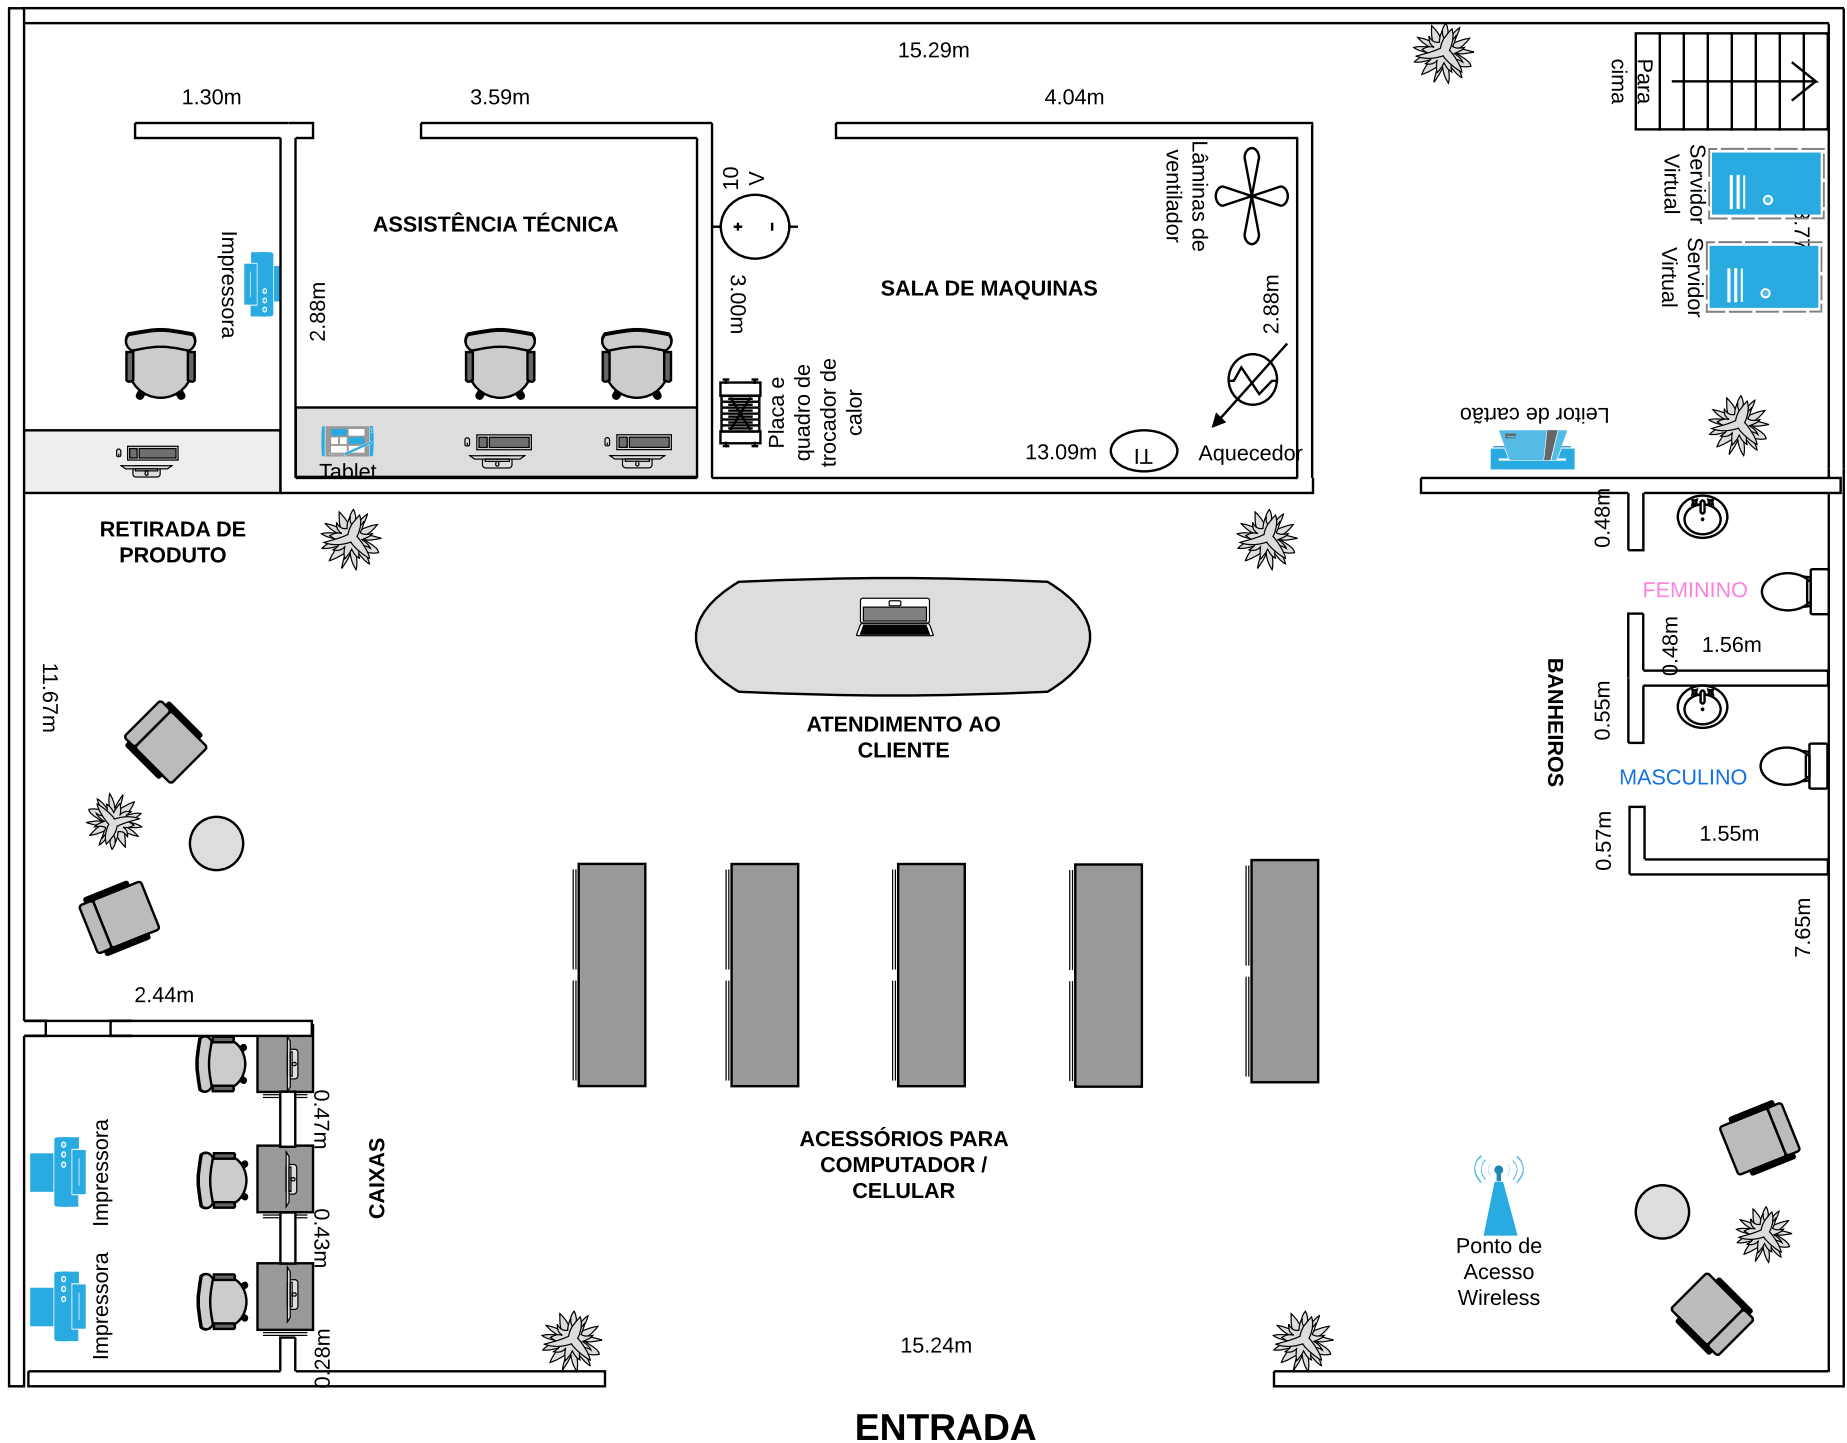 15.29m
1.30m
3.59m
4.04m
Para
cima
10
V
Lâminas de
ventilador
Servidor
Virtual
ASSISTÊNCIA TÉCNICA
Impressora
2.88m
3.00m
SALA DE MAQUINAS
2.88m
Servidor
Virtual
Placa e
quadro de
trocador de
calor
Leitor de cartão
13.09m
TI
Aquecedor
Tablet
RETIRADA DE
PRODUTO
0.48m
FEMININO
0.48m
1.56m
11.67m
ATENDIMENTO AO
CLIENTE
BANHEIROS
0.55m
MASCULINO
0.57m
1.55m
7.65m
2.44m
0.47m
Impressora
CAIXAS
ACESSÓRIOS PARA
COMPUTADOR /
CELULAR
0.43m
Impressora
Ponto de
Acesso
Wireless
0.28m
15.24m
ENTRADA